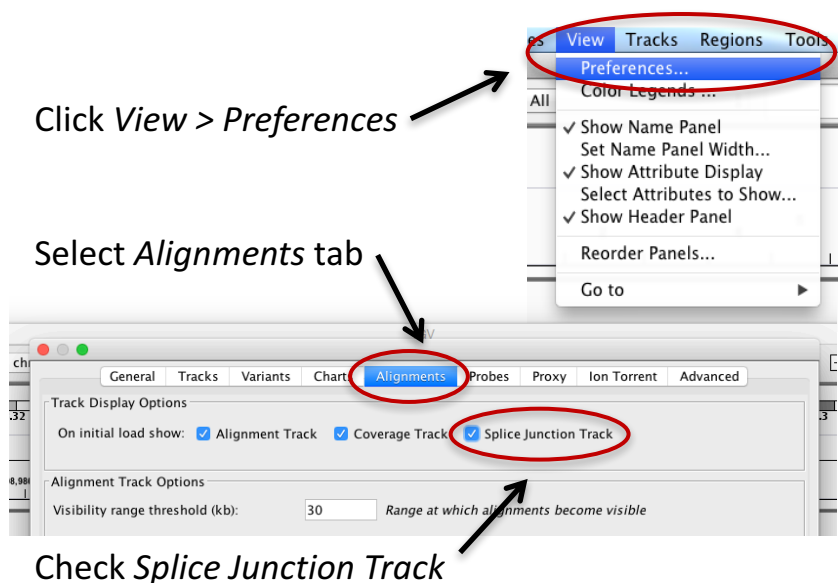 es View Tracks Regions Tools
Preferences...
All
Color Legends ...
Click View > Preferences
✓ Show Name Panel
Set Name Panel Width...
✓ Show Attribute Display
Select Attributes to Show...
✓ Show Header Panel
Reorder Panels...
Go to ▶
Select Alignments tab
General Tracks Variants Chart Alignments Probes Proxy Ion Torrent Advanced
Track Display Options
On initial load show: Alignment Track Coverage Track Splice Junction Track
Alignment Track Options
Visibility range threshold (kb): 30 Range at which alignments become visible
Check Splice Junction Track